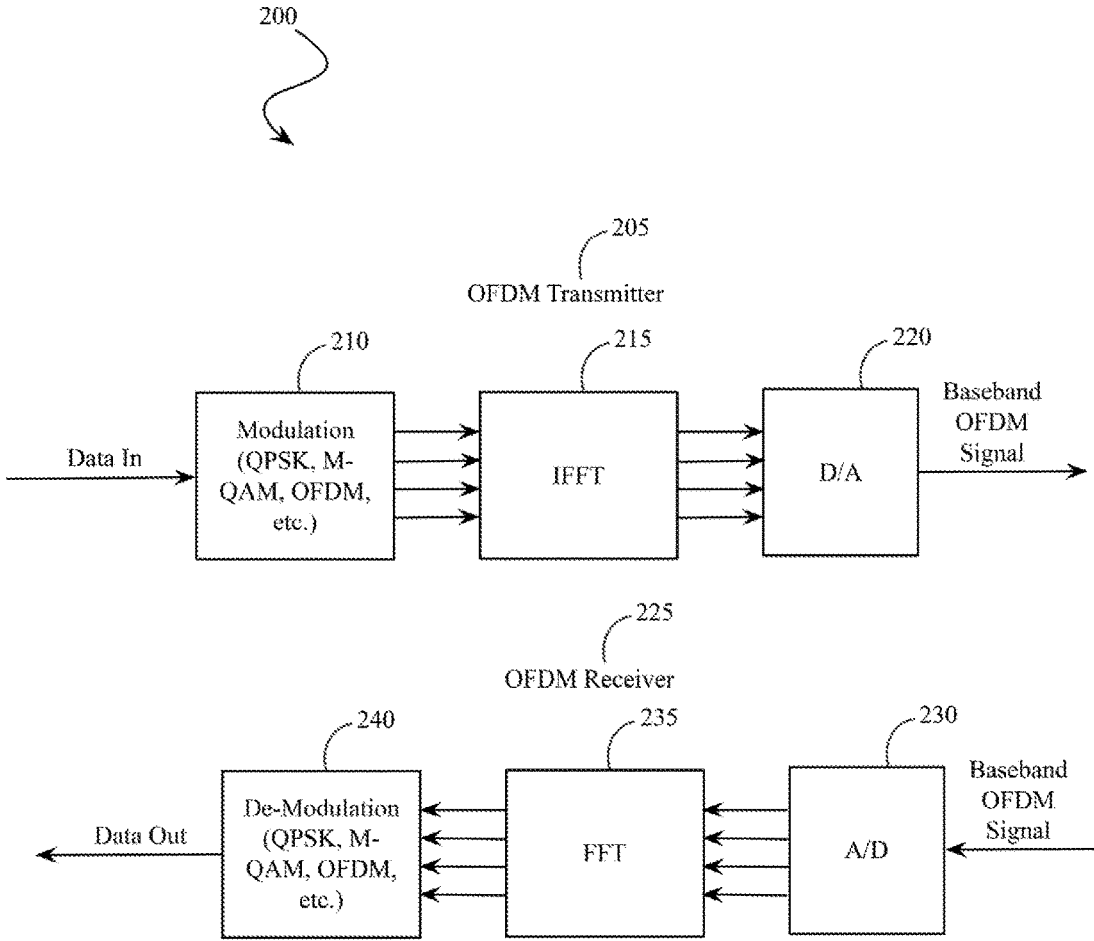 200
205
OFDM Transmitter
210
215
220
Data In
Modulation
(QPSK, M-
QAM, OFDM,
etc.)
IFFT
D/A
Baseband
OFDM
Signal
225
OFDM Receiver
240
235
230
Data Out
De-Modulation
(QPSK, M-
QAM, OFDM,
etc.)
FFT
A/D
Baseband
OFDM
Signal